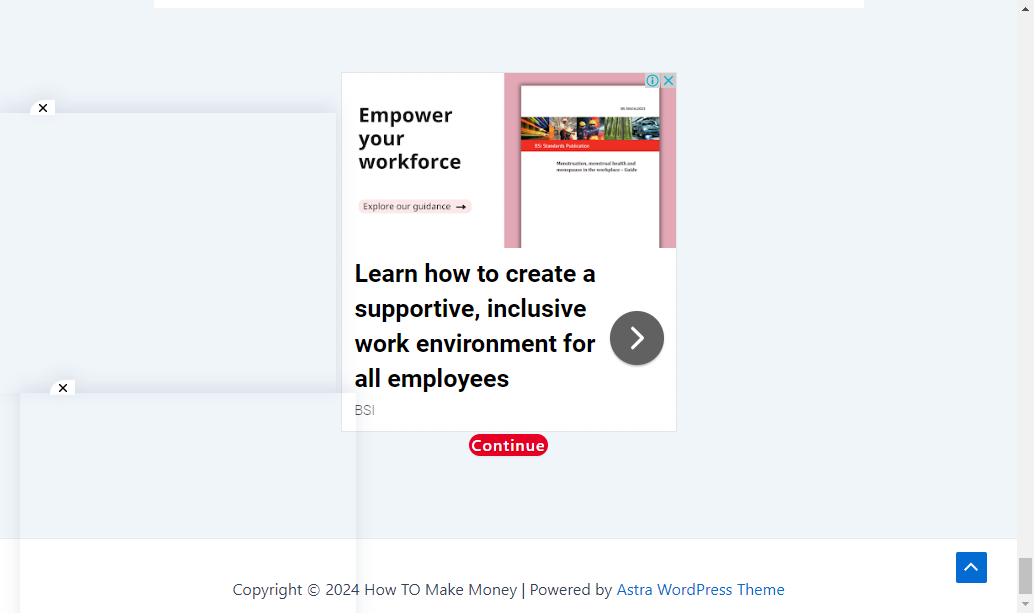 Empower
your
workforce
Explore our guidance →
BSI Standards Publication
Menstruation, menstrual health and
menopause in the workplace – Guide
Learn how to create a
supportive, inclusive
work environment for
all employees
BSI
Continue
Copyright © 2024 How TO Make Money | Powered by Astra WordPress Theme